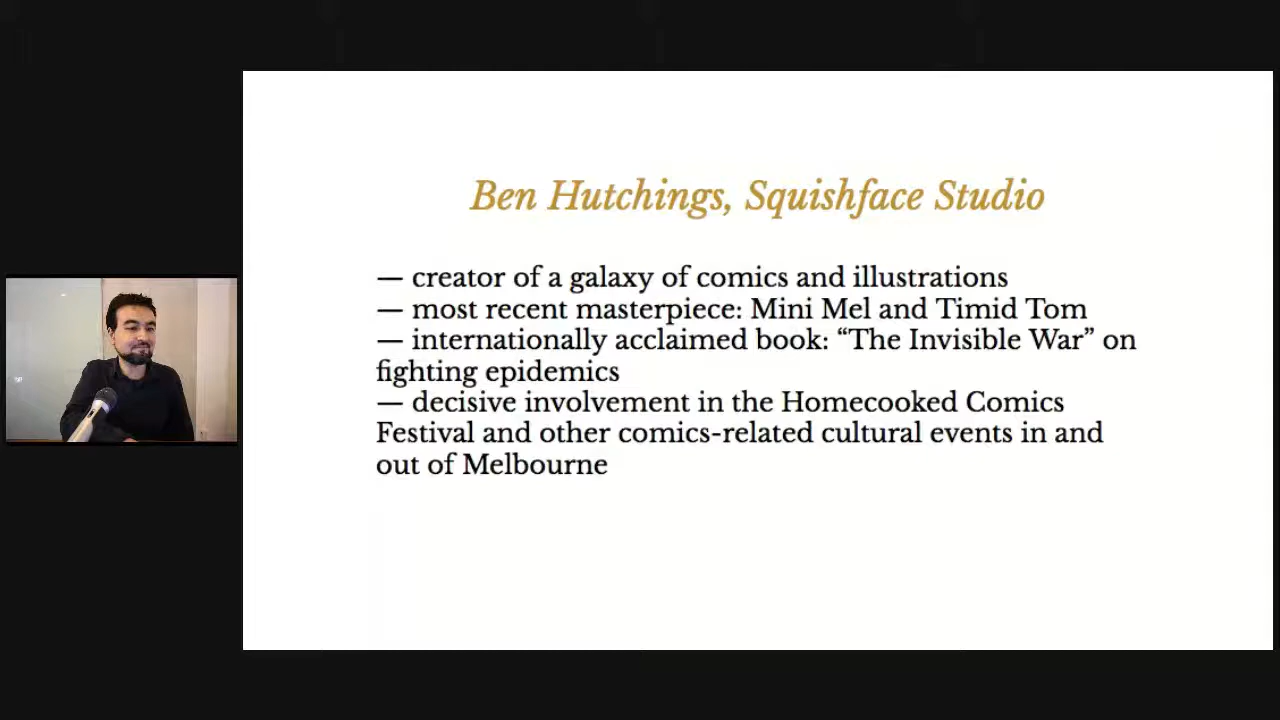 Ben Hutchings, Squishface Studio
— creator of a galaxy of comics and illustrations
— most recent masterpiece: Mini Mel and Timid Tom
— internationally acclaimed book: “The Invisible War” on
fighting epidemics
— decisive involvement in the Homecooked Comics
Festival and other comics-related cultural events in and
out of Melbourne